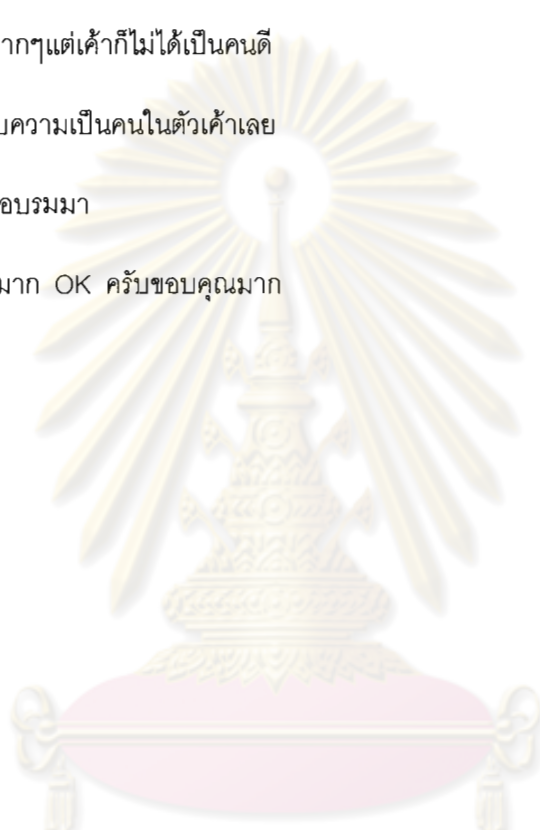 ากๆแต่เค้าก็ไม่ได้เป็นคนดี
บความเป็นคนในตัวเค้าเลย
อบรมมา
มาก OK ครับขอบคุณมาก